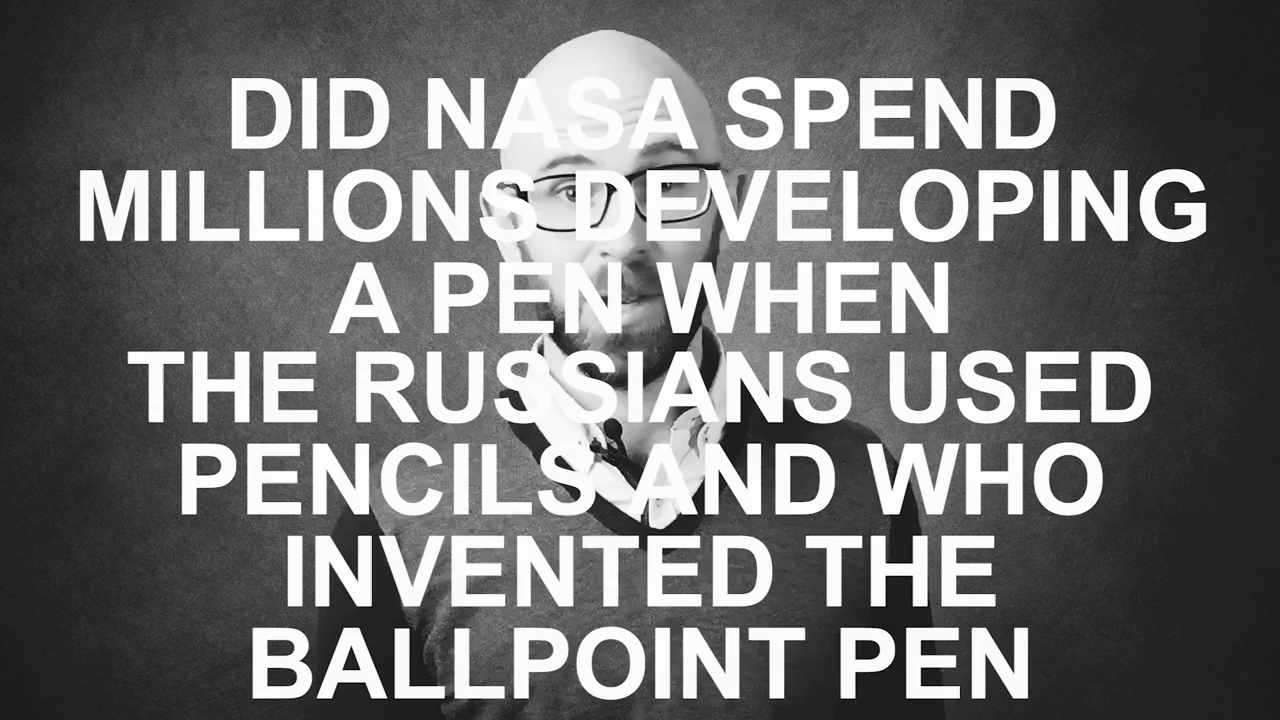 DID NASA SPEND
MILLIONS DEVELOPING
A PEN WHEN
THE RUSSIANS USED
PENCILS AND WHO
INVENTED THE
BALLPOINT PEN